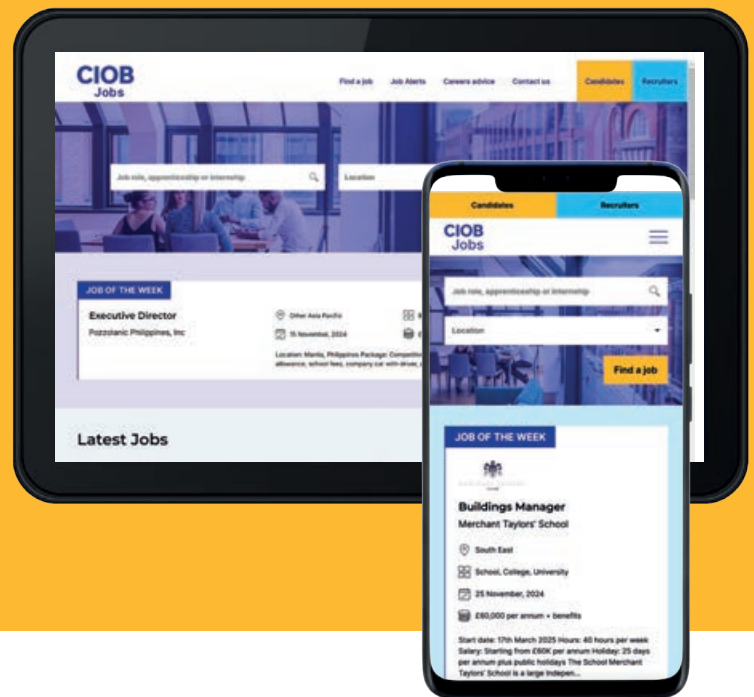 CIOB
Jobs
Find a job Job Alerts Careers advice Contact us Candidates Recruiters
Job role, apprenticeship or internship Location
JOB OF THE WEEK
Executive Director
Pozzolanic Philippines, Inc
Other Asia Pacific
15 November, 2024
Location: Manila, Philippines Package: Competitive
allowance, school fees, company car with driver,
Latest Jobs
Candidates Recruiters
CIOB
Jobs
Job role, apprenticeship or internship
Location
Find a job
JOB OF THE WEEK
Buildings Manager
Merchant Taylors' School
South East
School, College, University
25 November, 2024
£60,000 per annum + benefits
Start date: 17th March 2025 Hours: 40 hours per week
Salary: Starting from £60K per annum Holiday: 25 days
per annum plus public holidays The School Merchant
Taylors' School is a large Indepen...